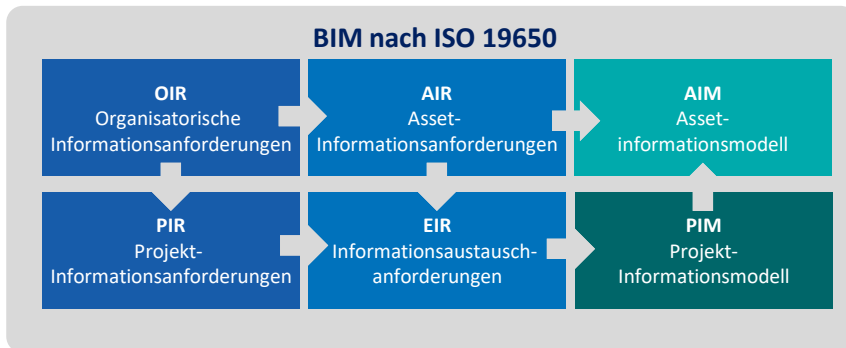 BIM nach ISO 19650
OIR
Organisatorische
Informationsanforderungen
AIR
Asset-
Informationsanforderungen
AIM
Asset-
informationsmodell
PIR
Projekt-
Informationsanforderungen
EIR
Informationsaustausch-
anforderungen
PIM
Projekt-
Informationsmodell